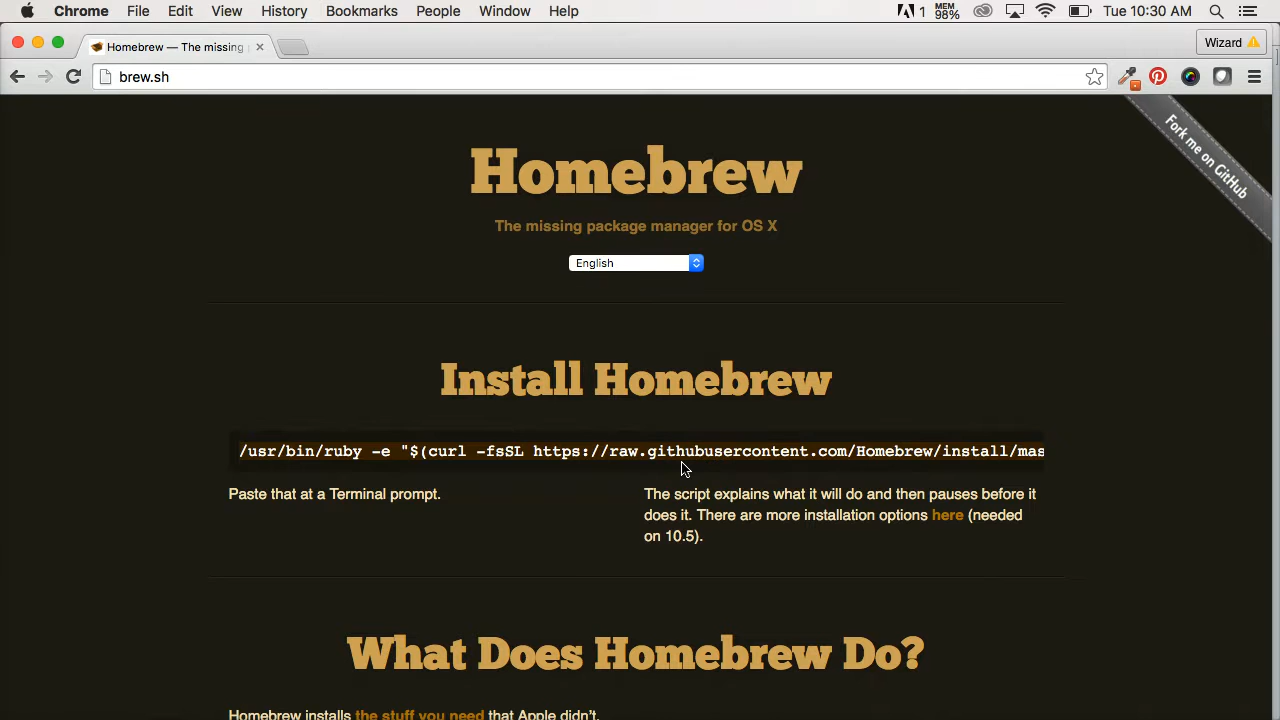 Chrome File Edit View History Bookmarks People Window Help 1 MEM 98% Tue 10:30 AM
Homebrew — The missing
Wizard
brew.sh
Fork me on GitHub
Homebrew
The missing package manager for OS X
English
Install Homebrew
/usr/bin/ruby -e "$(curl -fsSL https://raw.githubusercontent.com/Homebrew/install/mas
Paste that at a Terminal prompt.
The script explains what it will do and then pauses before it
does it. There are more installation options here (needed
on 10.5).
What Does Homebrew Do?
Homebrew installs the stuff you need that Apple didn't.